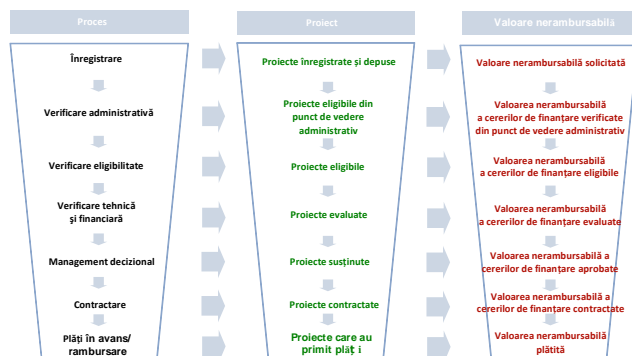 Proces
Proiect
Valoare nerambursabilă
Înregistrare
Proiecte înregistrate și depuse
Valoare nerambursabilă solicitată
Verificare administrativă
Proiecte eligibile din
punct de vedere
administrativ
Valoarea nerambursabilă
a cererilor de finanțare verificate
din punct de vedere administrativ
Verificare eligibilitate
Proiecte eligibile
Valoarea nerambursabilă
a cererilor de finanțare eligibile
Verificare tehnică
și financiară
Proiecte evaluate
Valoarea nerambursabilă
a cererilor de finanțare evaluate
Management decizional
Proiecte susținute
Valoarea nerambursabilă a
cererilor de finanțare aprobate
Contractare
Proiecte contractate
Valoarea nerambursabilă a
cererilor de finanțare contractate
Plăți în avans/
rambursare
Proiecte care au
primit plăți
Valoarea nerambursabilă
plătită